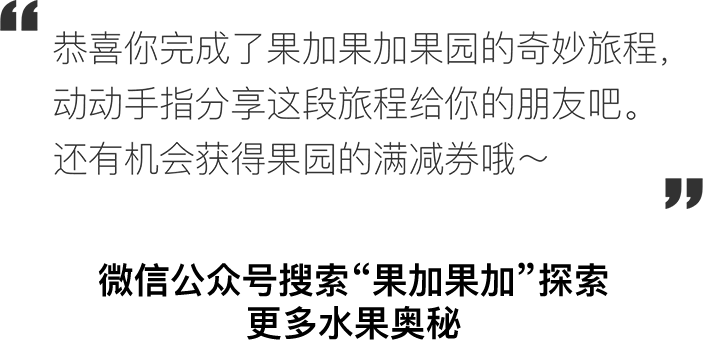 “
恭喜你完成了果加果加果园的奇妙旅程，
动动手指分享这段旅程给你的朋友吧。
还有机会获得果园的满减券哦～
”
微信公众号搜索“果加果加”探索
更多水果奥秘